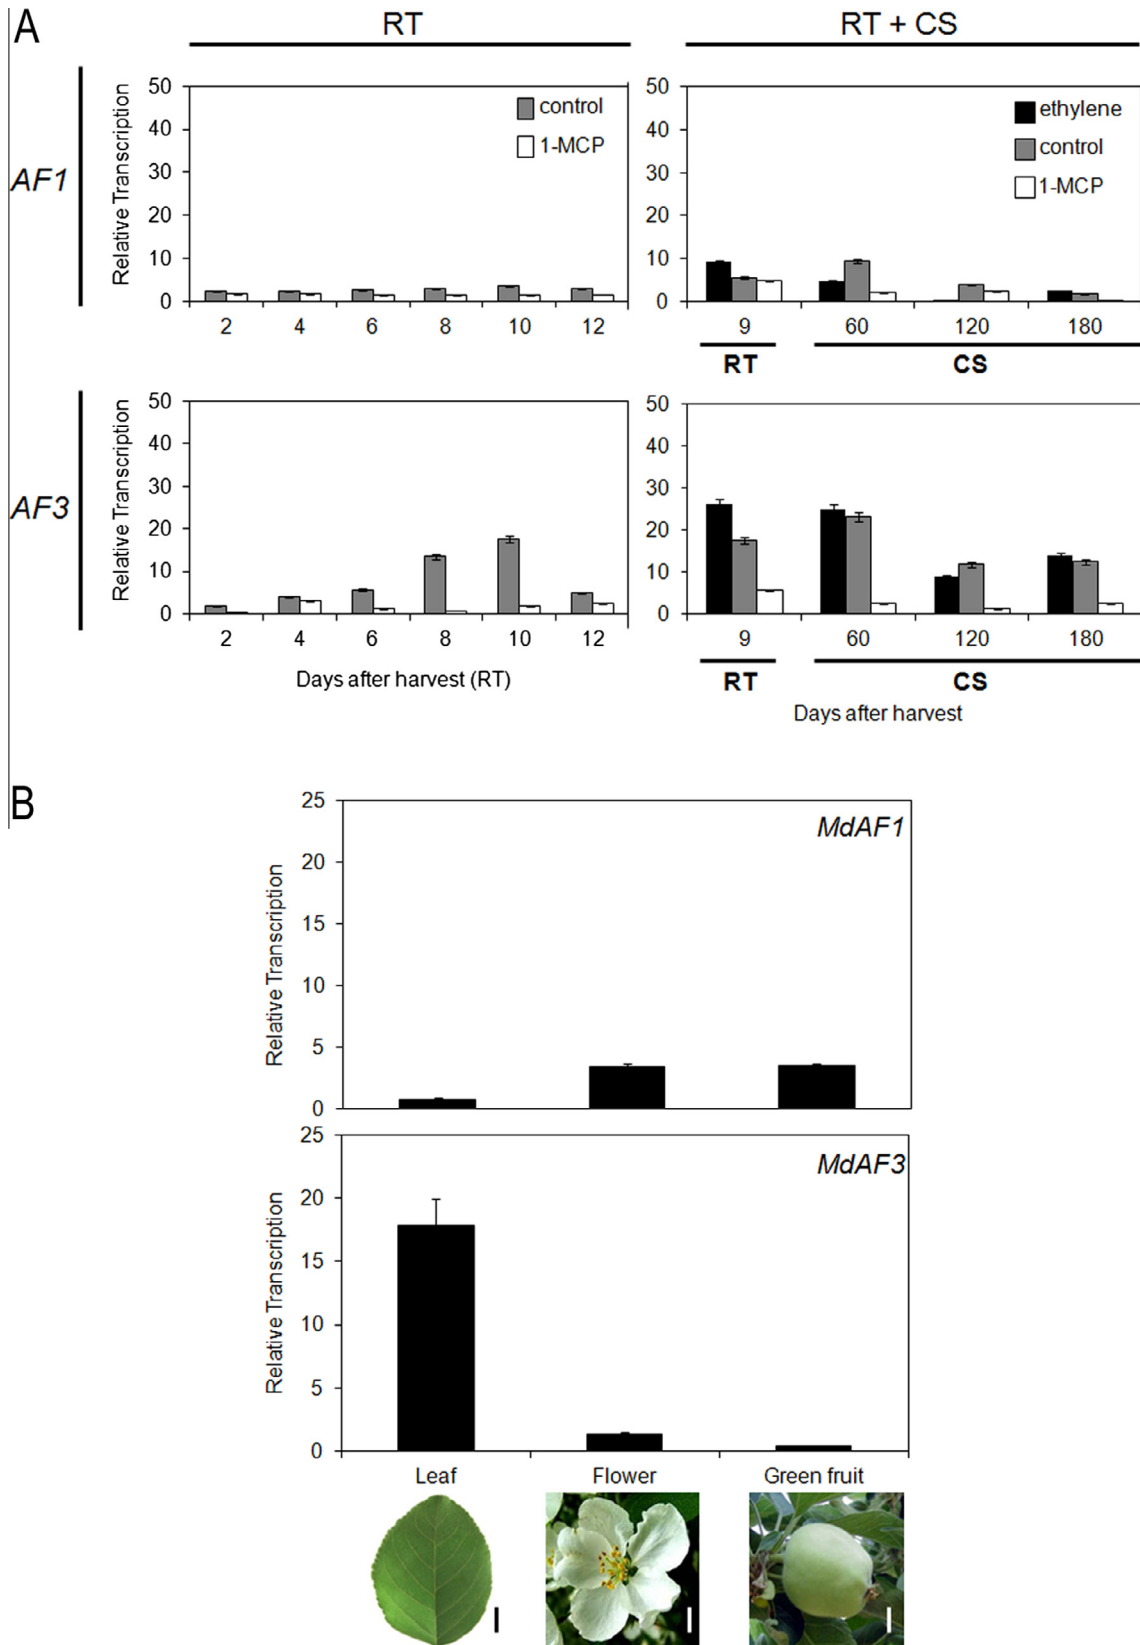 A
RT
RT + CS
AF1
Relative Transcription
50
40
30
20
10
0
control
1-MCP
2 4 6 8 10 12
50
40
30
20
10
0
ethylene
control
1-MCP
9 60 120 180
RT CS
AF3
Relative Transcription
50
40
30
20
10
0
2 4 6 8 10 12
Days after harvest (RT)
50
40
30
20
10
0
9 60 120 180
RT CS
Days after harvest
B
Relative Transcription
25
20
15
10
5
0
MdAF1
Relative Transcription
25
20
15
10
5
0
MdAF3
Leaf Flower Green fruit